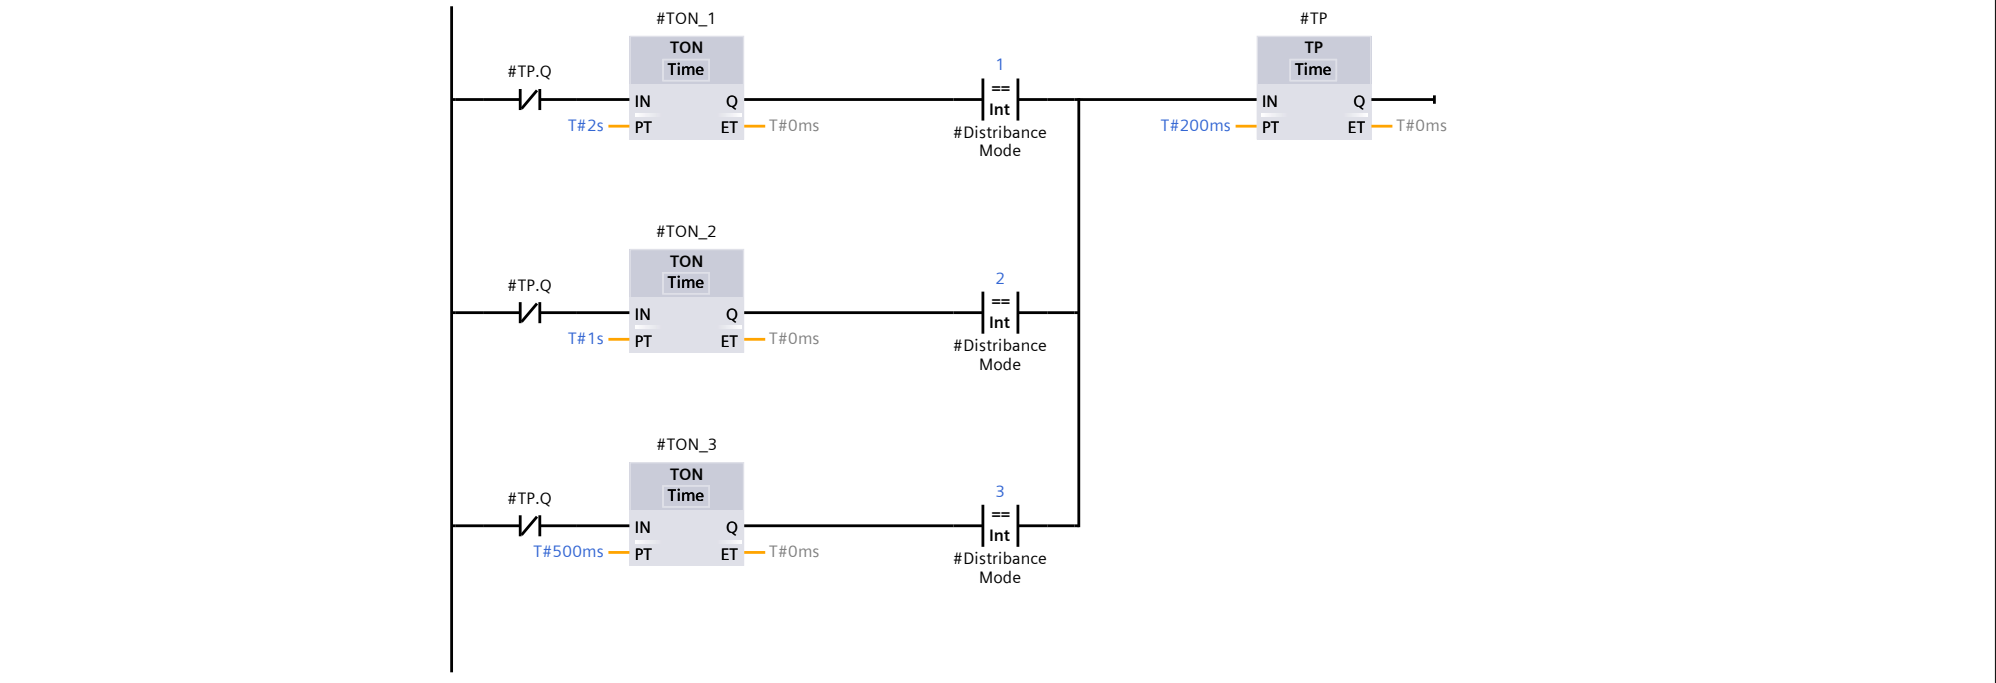 #TON_1
TON
Time
#TP.Q
IN
Q
T#2s
PT
ET
T#0ms
1
==
Int
#Distribance
Mode
#TP
TP
Time
IN
Q
T#200ms
PT
ET
T#0ms
#TON_2
TON
Time
#TP.Q
IN
Q
T#1s
PT
ET
T#0ms
2
==
Int
#Distribance
Mode
#TON_3
TON
Time
#TP.Q
IN
Q
T#500ms
PT
ET
T#0ms
3
==
Int
#Distribance
Mode